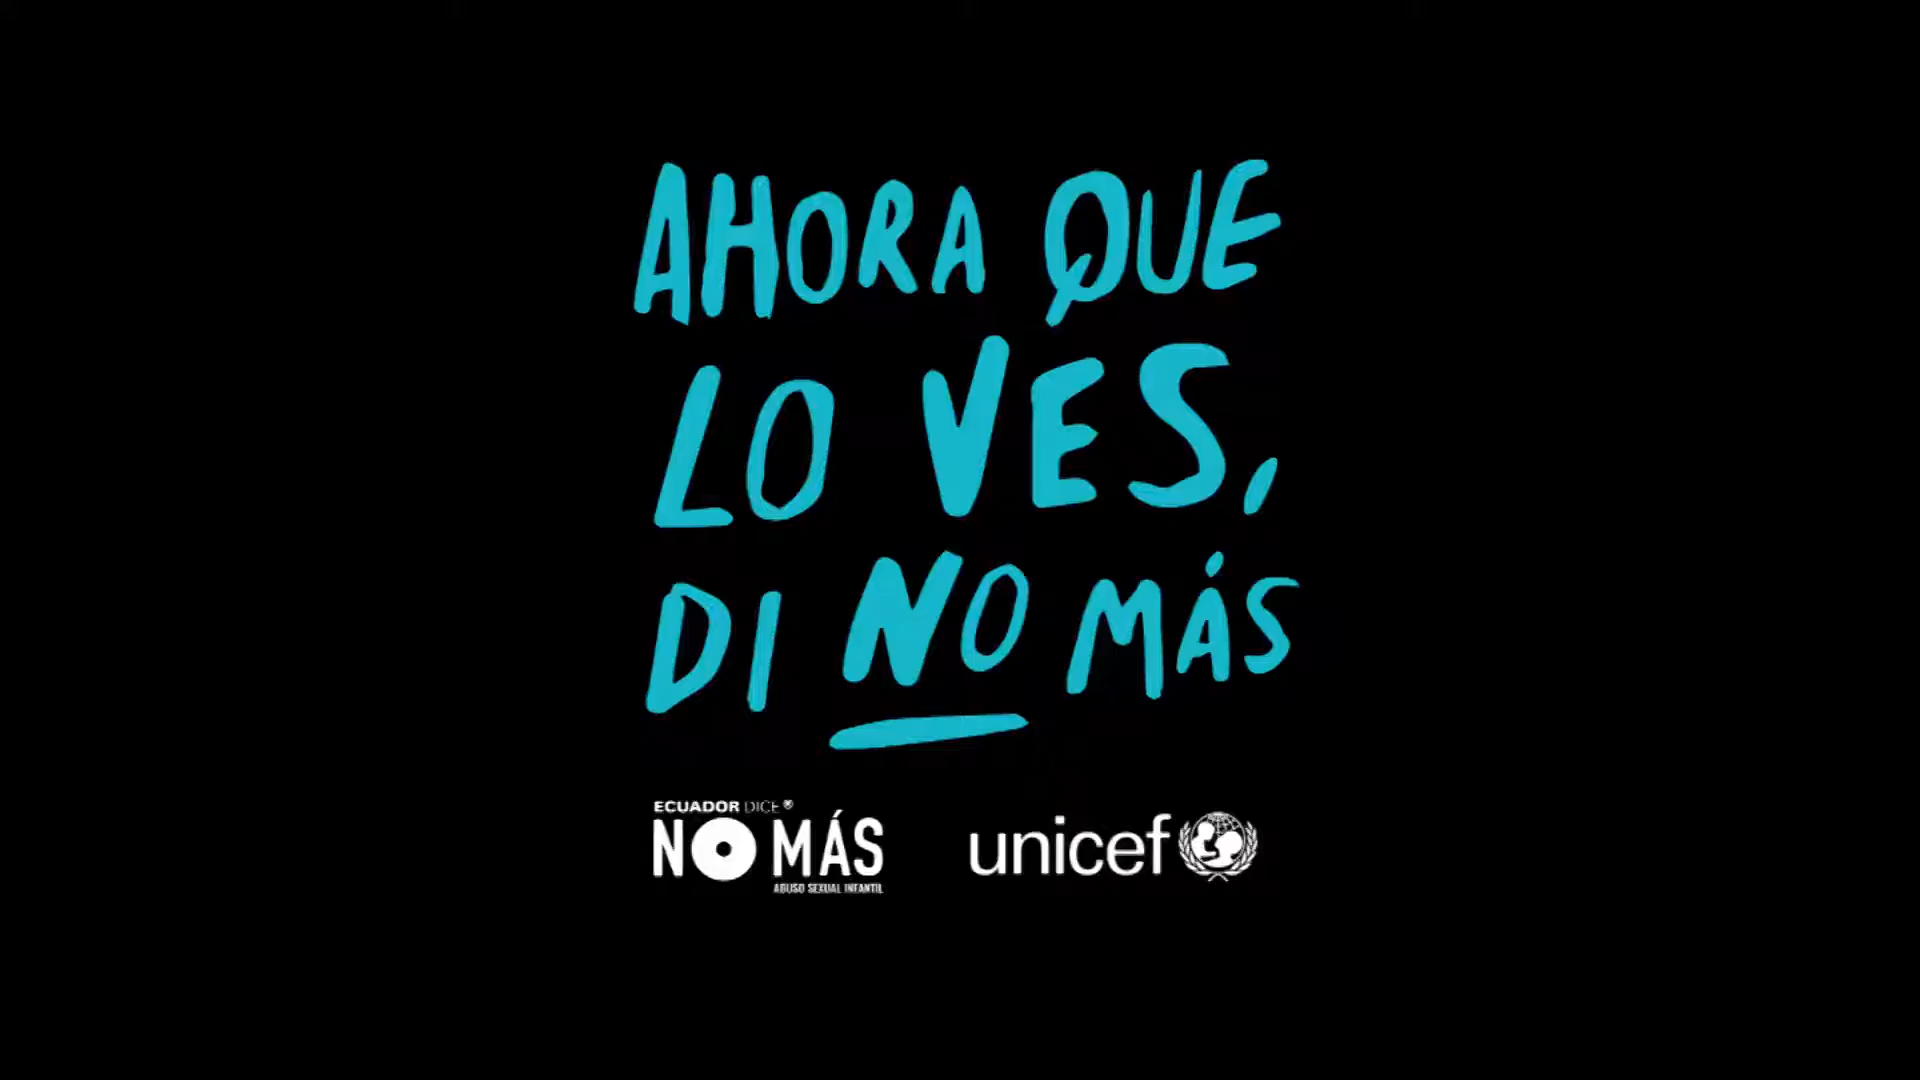 AHORA QUE
LO VES,
DI NO MÁS
ECUADOR DICE
NO MÁS
ABUSO SEXUAL INFANTIL
unicef